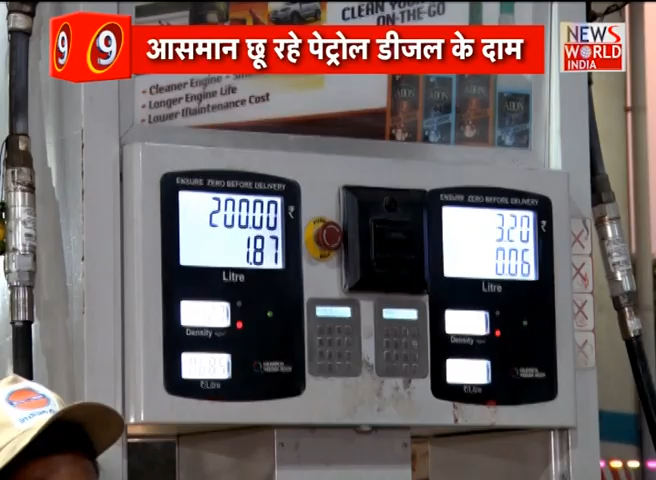 9 9
आसमान छू रहे पेट्रोल डीजल के दाम
NEWS
WORLD
INDIA
CLEAN YOUR
ON-THE-GO
- Cleaner Engine
- Longer Engine Life
- Lower Maintenance Cost
ENSURE ZERO BEFORE DELIVERY
200.00 ₹
1.87
Litre
Density
₹/Litre
ENSURE ZERO BEFORE DELIVERY
3.20 ₹
0.06
Litre
Density
₹/Litre